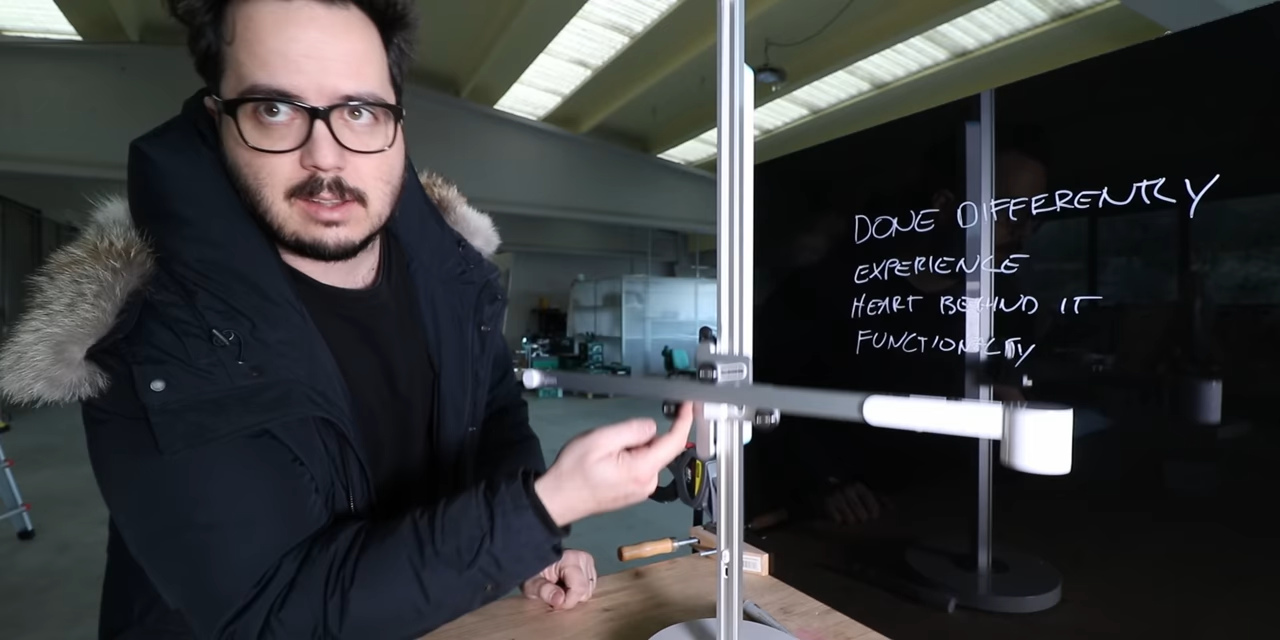 DONE DIFFERENTLY
EXPERIENCE
HEART BEHIND IT
FUNCTIONALITY